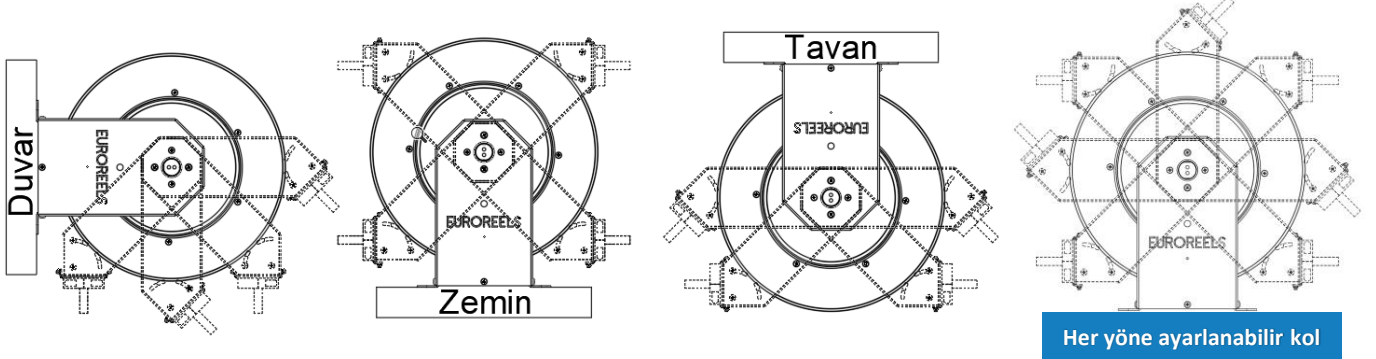 Duvar
EUROREELS
EUROREELS
Zemin
Tavan
EUROREELS
EUROREELS
Her yöne ayarlanabilir kol